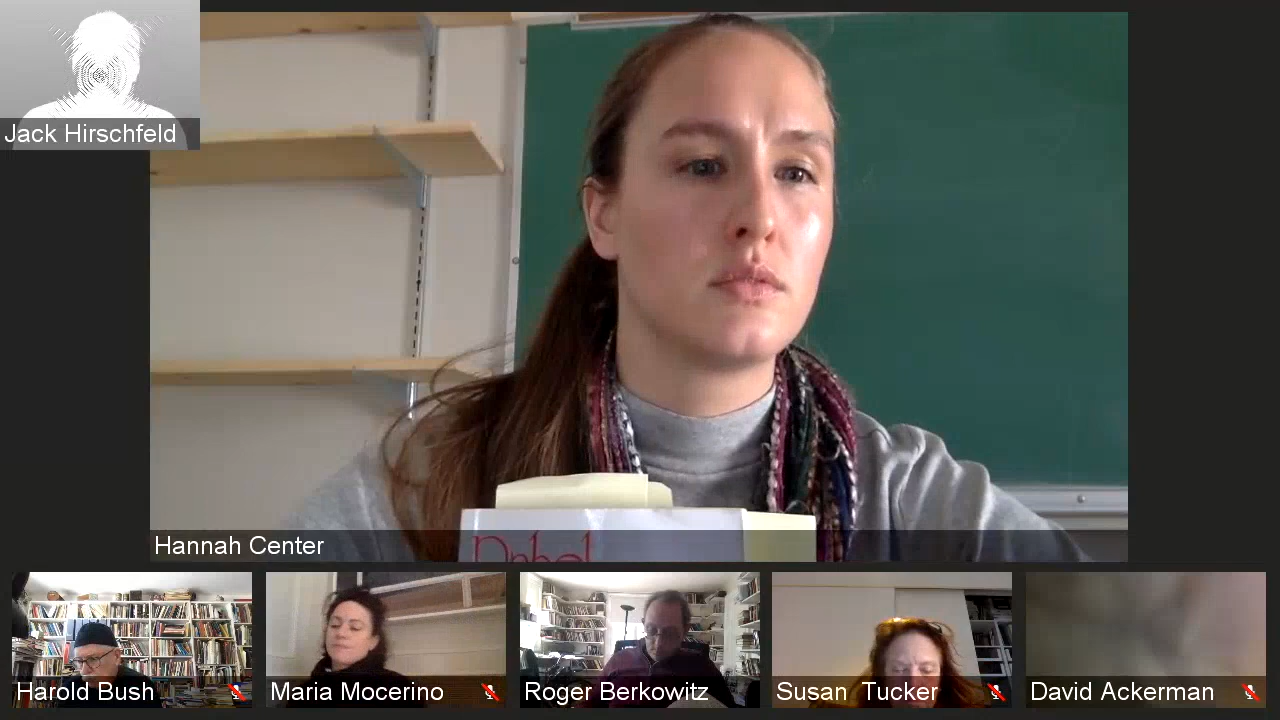 Jack Hirschfeld
Hannah Center
Harold Bush
Maria Mocerino
Roger Berkowitz
Susan Tucker
David Ackerman